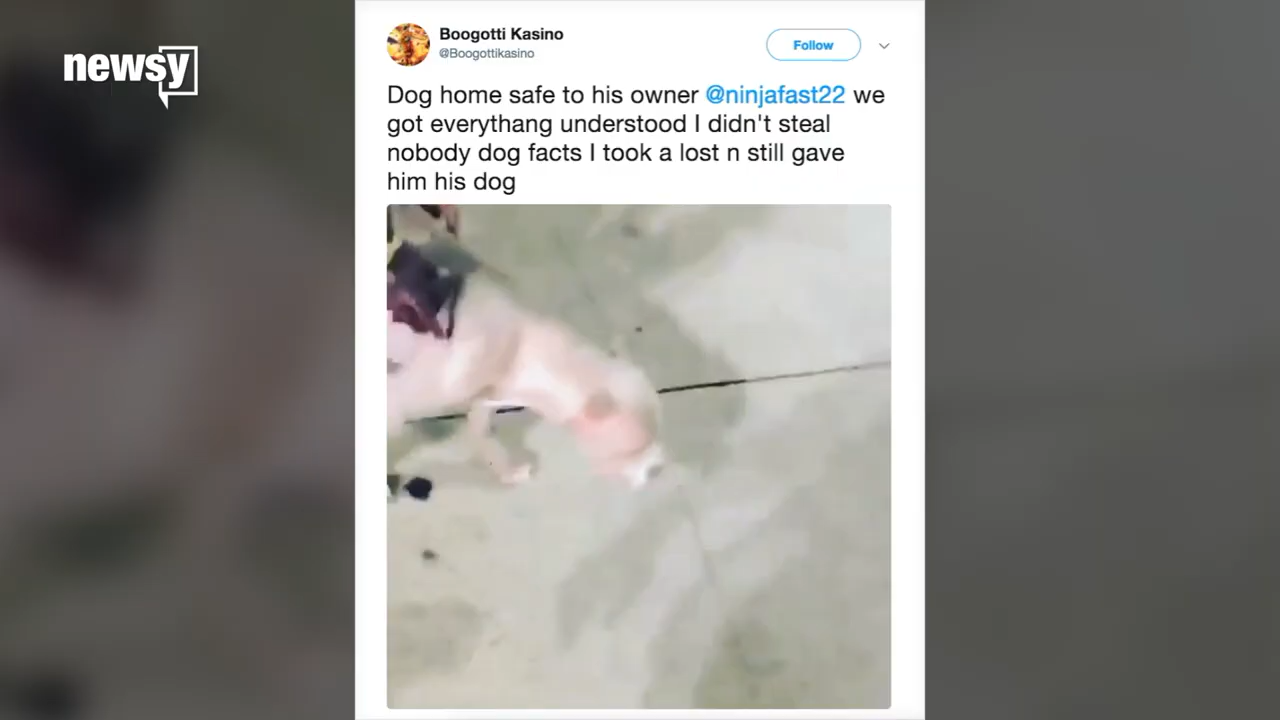 newsy
Boogotti Kasino
@Boogottikasino
Follow
Dog home safe to his owner @ninjafast22 we
got everythang understood I didn't steal
nobody dog facts I took a lost n still gave
him his dog